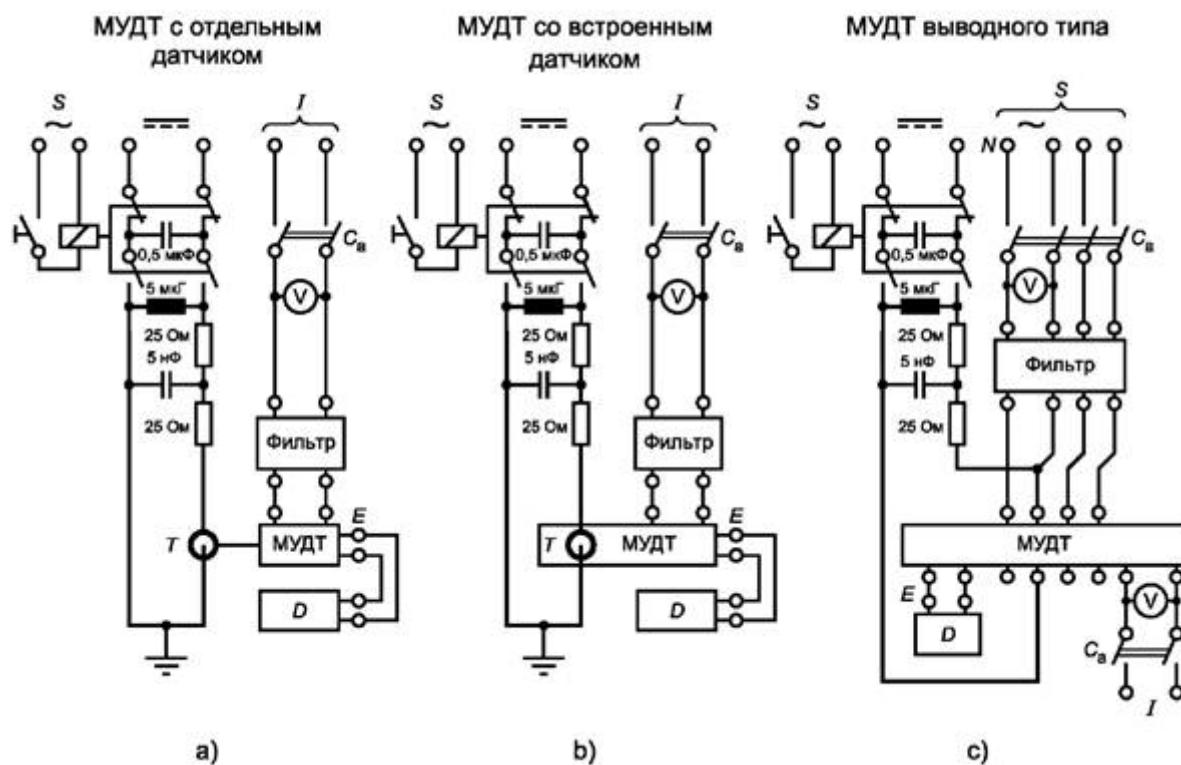 МУДТ с отдельным
датчиком
S
~
I
Cв
0,5 мкФ
5 мкГ
25 Ом
5 нФ
25 Ом
Фильтр
T
МУДТ
E
D
а)
МУДТ со встроенным
датчиком
S
~
I
Cв
0,5 мкФ
5 мкГ
25 Ом
5 нФ
25 Ом
Фильтр
T
МУДТ
E
D
b)
МУДТ выводного типа
S
~
N
Cв
0,5 мкФ
V
5 мкГ
25 Ом
5 нФ
Фильтр
25 Ом
МУДТ
E
V
D
Cв
I
c)
V
V